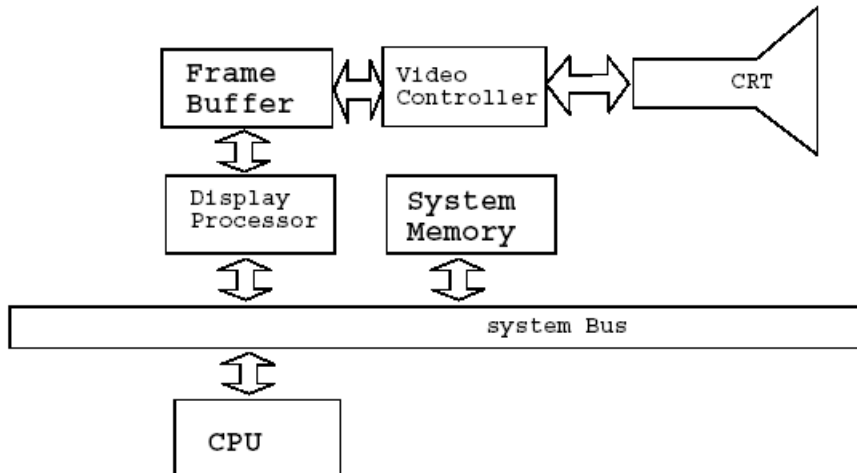 Frame
Buffer
Video
Controller
CRT
Display
Processor
System
Memory
system Bus
CPU